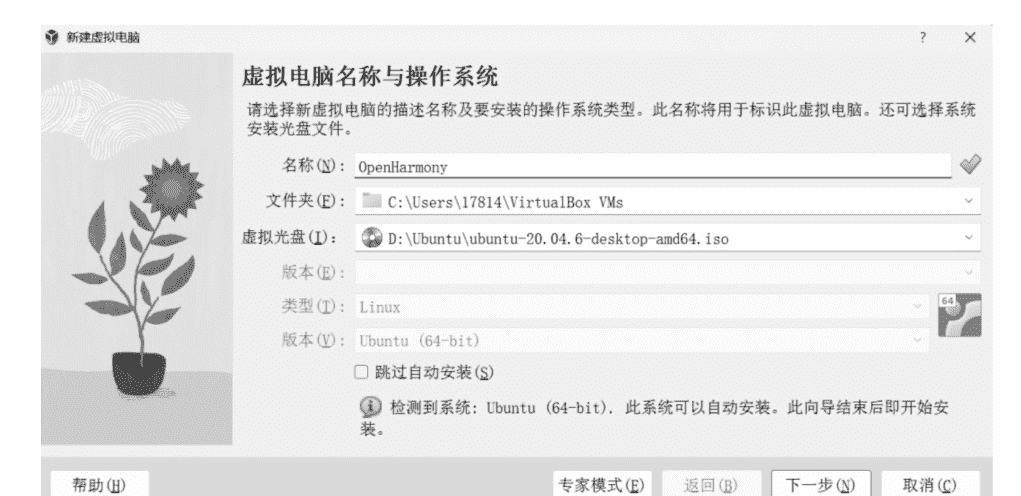 新建虚拟电脑
?
虚拟电脑名称与操作系统
请选择新虚拟电脑的描述名称及要安装的操作系统类型。此名称将用于标识此虚拟电脑。还可选择系统
安装光盘文件。
名称(N): OpenHarmony
文件夹(F): C:\Users\17814\VirtualBox VMs
虚拟光盘(I): D:\Ubuntu\ubuntu-20.04.6-desktop-amd64.iso
版本(E):
类型(T): Linux
64
版本(V): Ubuntu (64-bit)
跳过自动安装(S)
检测到系统: Ubuntu (64-bit). 此系统可以自动安装。此向导结束后即开始安
装。
帮助(H) 专家模式(E) 返回(B) 下一步(N) 取消(C)